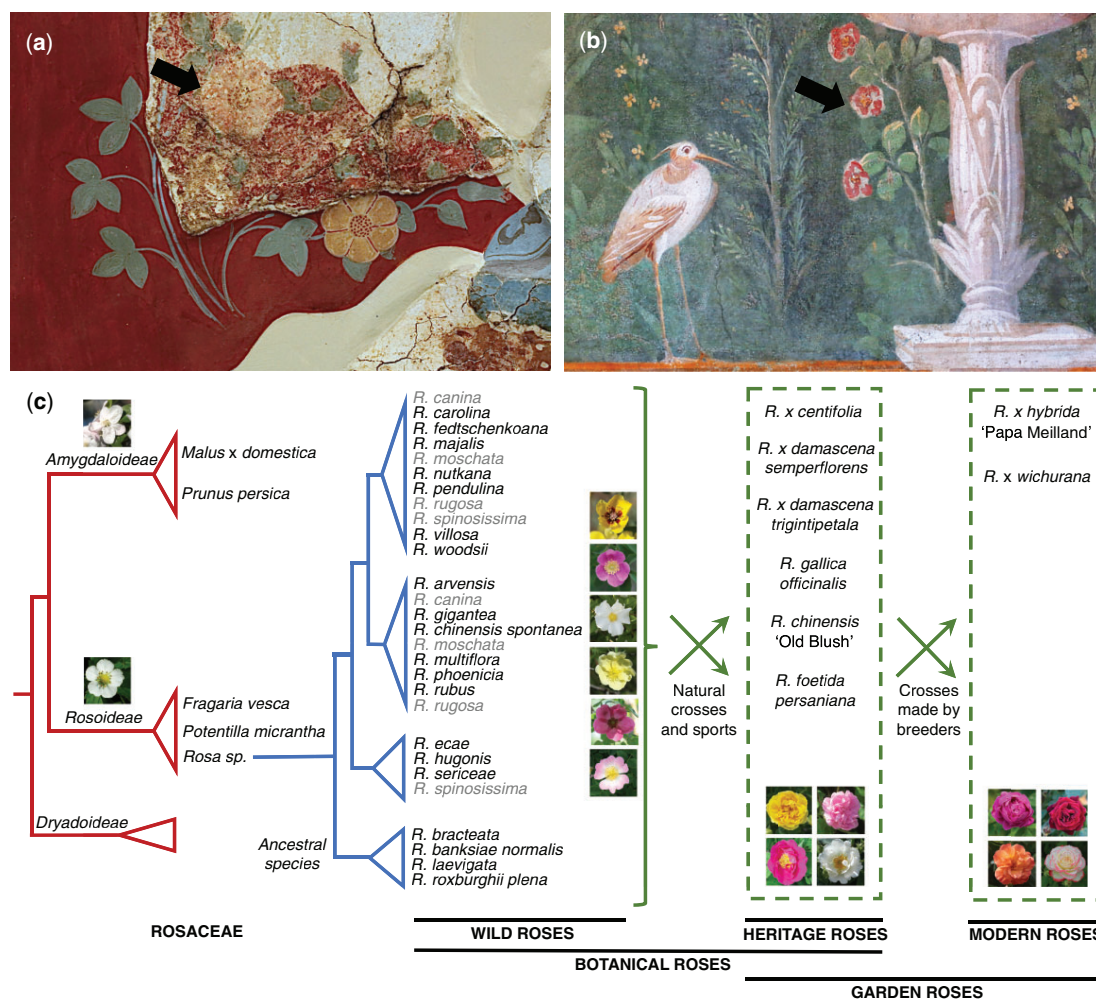 (a)
(b)
(c)
Amygdaloideae
Malus x domestica
Prunus persica
Rosoideae
Fragaria vesca
Potentilla micrantha
Rosa sp.
Dryadoideae
Ancestral
species
R. canina
R. carolina
R. fedtschenkoana
R. majalis
R. moschata
R. nutkana
R. pendulina
R. rugosa
R. spinosissima
R. villosa
R. woodsii
R. arvensis
R. canina
R. gigantea
R. chinensis spontanea
R. moschata
R. multiflora
R. phoenicia
R. rubus
R. rugosa
R. ecae
R. hugonis
R. sericeae
R. spinosissima
R. bracteata
R. banksiae normalis
R. laevigata
R. roxburghii plena
Natural
crosses
and sports
R. x centifolia
R. x damascena
semperflorens
R. x damascena
trigintipetala
R. gallica
officinalis
R. chinensis
'Old Blush'
R. foetida
persaniana
Crosses
made by
breeders
R. x hybrida
'Papa Meilland'
R. x wichurana
ROSACEAE
WILD ROSES
HERITAGE ROSES
MODERN ROSES
BOTANICAL ROSES
GARDEN ROSES